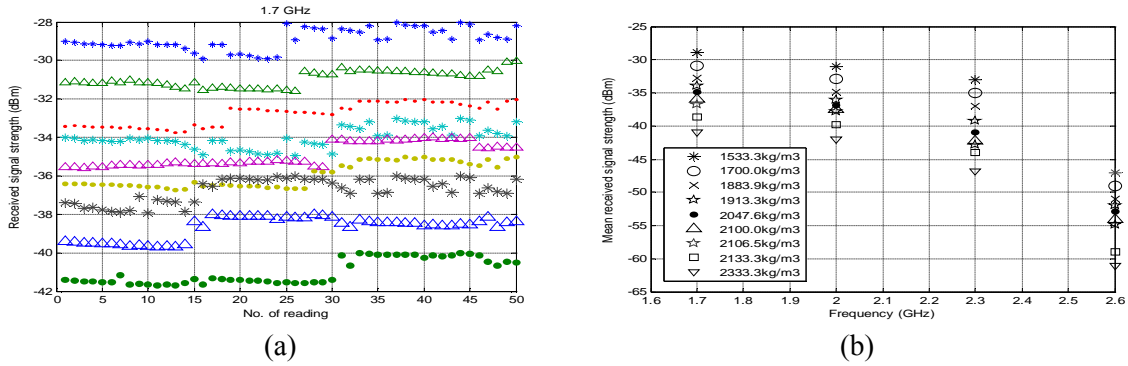 1.7 GHz
Received signal strength (dBm)
-28
-30
-32
-34
-36
-38
-40
-42
0 5 10 15 20 25 30 35 40 45 50
No. of reading
(a)
Mean received signal strength (dBm)
-25
-30
-35
-40
-45
-50
-55
-60
-65
1533.3kg/m3
1700.0kg/m3
1883.9kg/m3
1913.3kg/m3
2047.6kg/m3
2100.0kg/m3
2106.5kg/m3
2133.3kg/m3
2333.3kg/m3
1.6 1.7 1.8 1.9 2 2.1 2.2 2.3 2.4 2.5 2.6
Frequency (GHz)
(b)